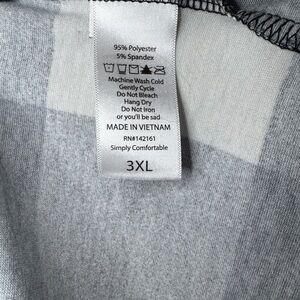 95% Polyester
5% Spandex
Machine Wash Cold
Gently Cycle
Do Not Bleach
Hang Dry
Do Not Iron
or you'll be sad
MADE IN VIETNAM
RN#142161
Simply Comfortable
3XL